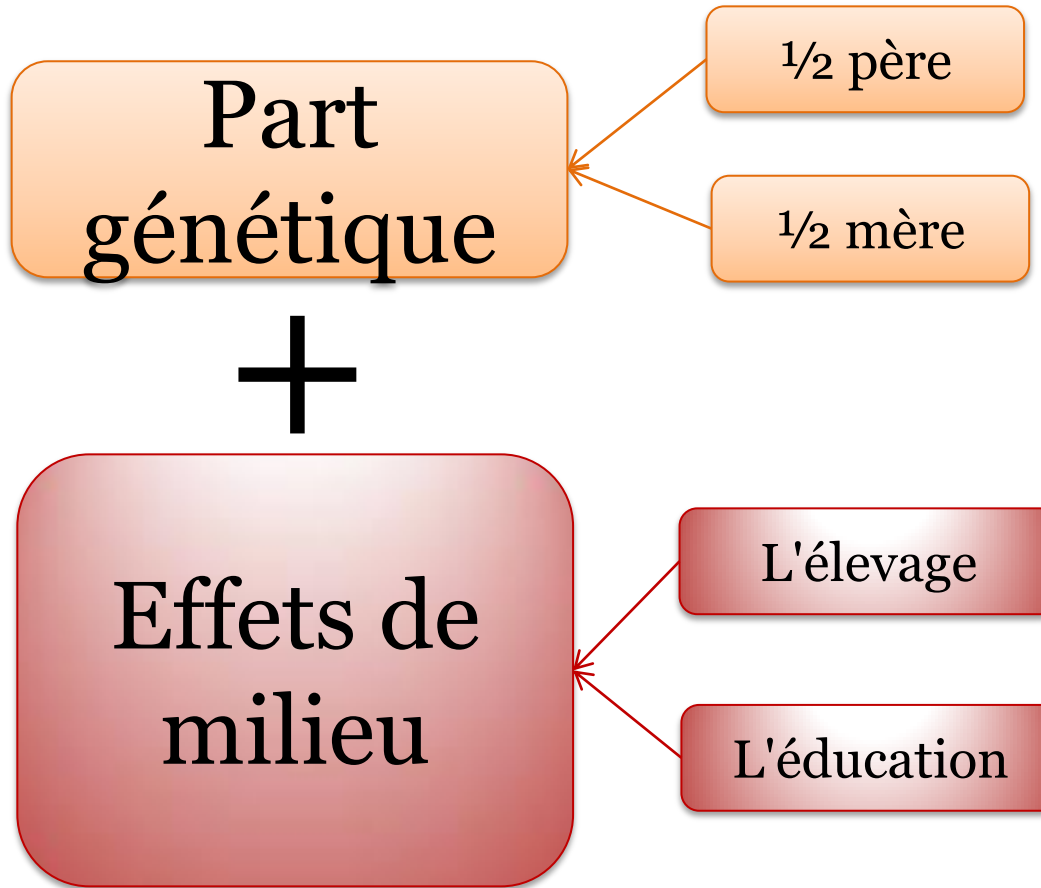 Part
génétique
½ père
½ mère
+
Effets de
milieu
L'élevage
L'éducation